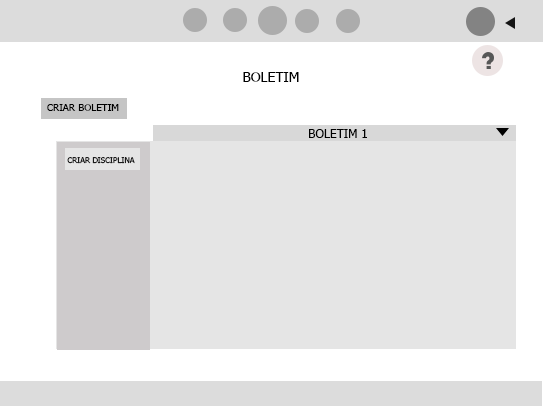 ?
BOLETIM
CRIAR BOLETIM
BOLETIM 1
CRIAR DISCIPLINA